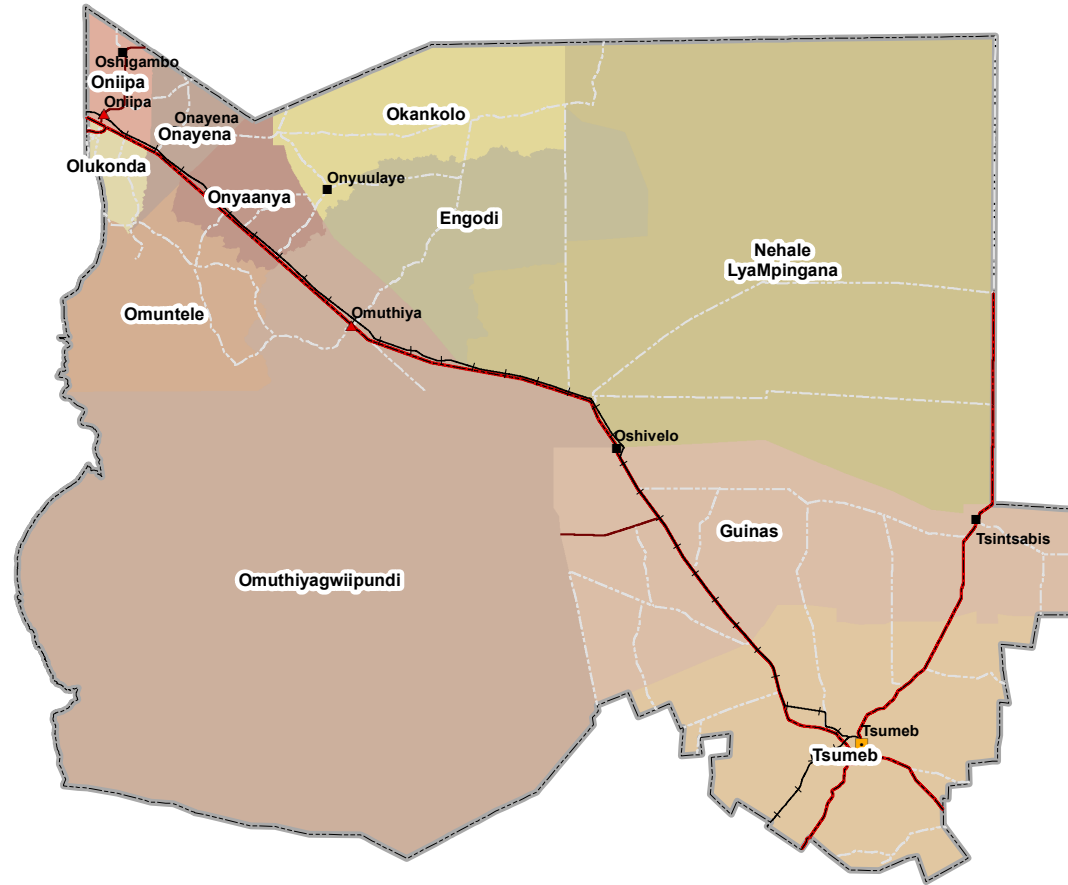 Oshigambo
Oniipa
Oniipa
Onayena
Onayena
Okankolo
Olukonda
Onyuulaye
Onyaanya
Engodi
Nehale
LyaMpingana
Omuntele
Omuthiya
Oshivelo
Guinas
Tsintsabis
Omuthiyagwiipundi
Tsumeb
Tsumeb